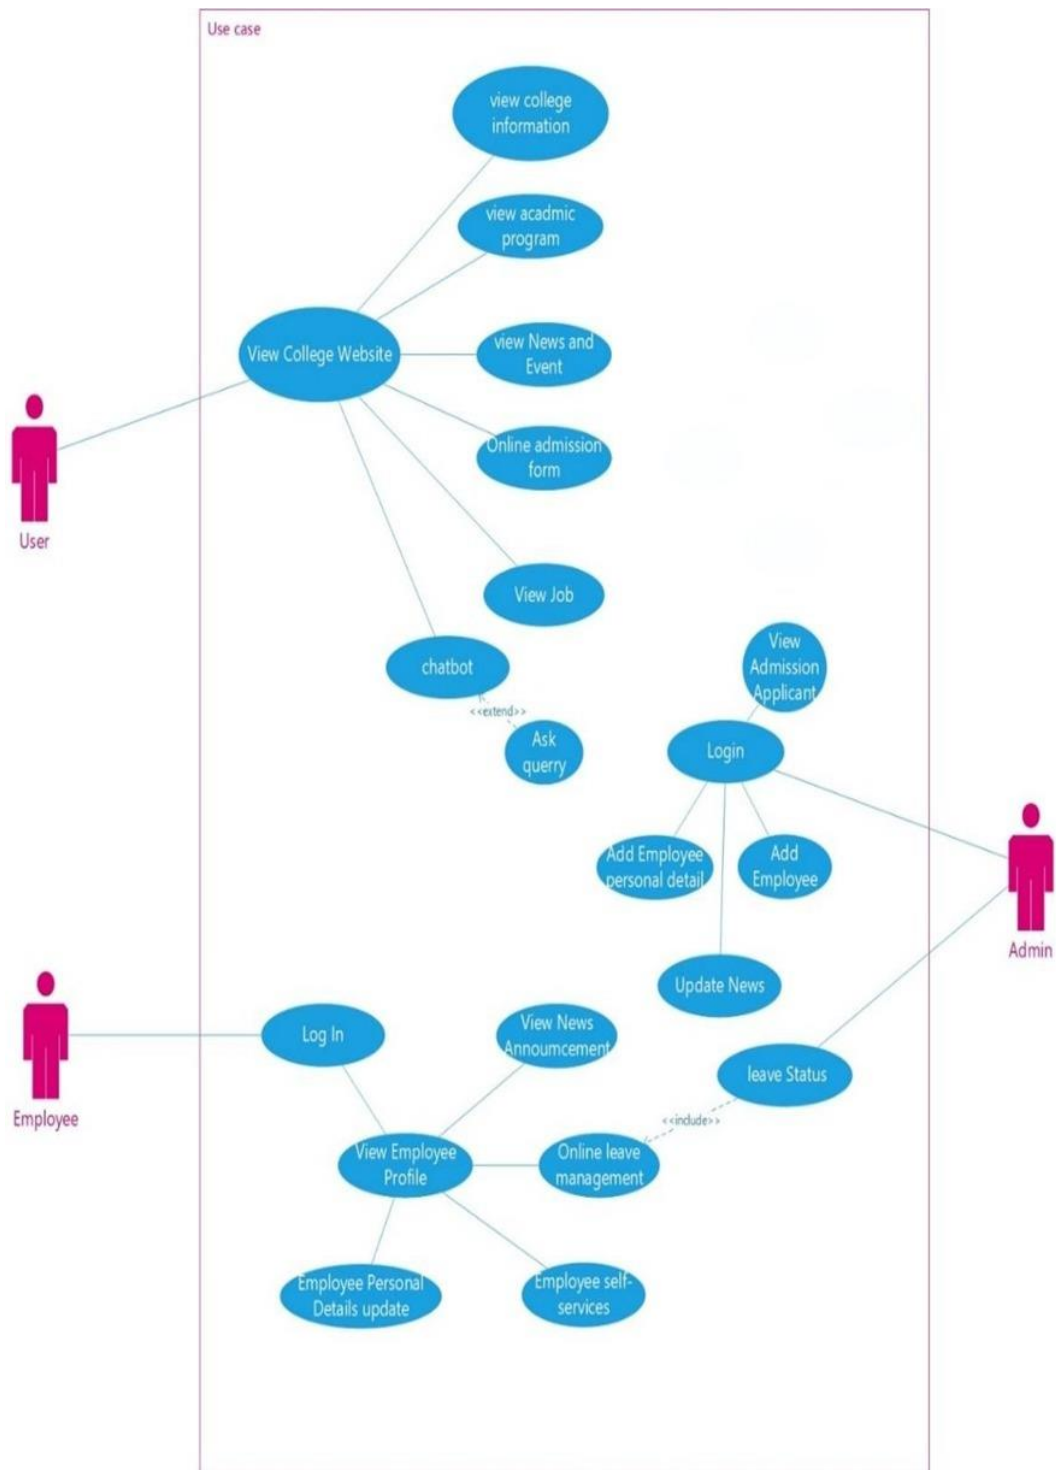 Use case
view college
information
view acadmic
program
View College Website
view News and
Event
Online admission
form
User
View Job
chatbot
<<extend>>
Ask
querry
View
Admission
Applicant
Login
Add Employee
personal detail
Add
Employee
Admin
Update News
Log In
View News
Announcement
leave Status
Employee
<<include>>
View Employee
Profile
Online leave
management
Employee Personal
Details update
Employee self-
services